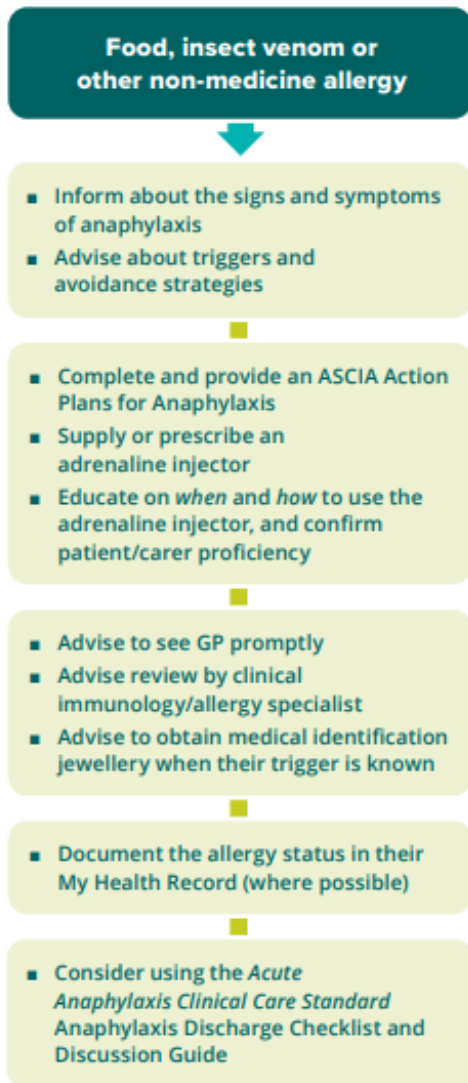 Food, insect venom or
other non-medicine allergy
▪ Inform about the signs and symptoms
of anaphylaxis
▪ Advise about triggers and
avoidance strategies
▪ Complete and provide an ASCIA Action
Plans for Anaphylaxis
▪ Supply or prescribe an
adrenaline injector
▪ Educate on when and how to use the
adrenaline injector, and confirm
patient/carer proficiency
▪ Advise to see GP promptly
▪ Advise review by clinical
immunology/allergy specialist
▪ Advise to obtain medical identification
jewellery when their trigger is known
▪ Document the allergy status in their
My Health Record (where possible)
▪ Consider using the Acute
Anaphylaxis Clinical Care Standard
Anaphylaxis Discharge Checklist and
Discussion Guide